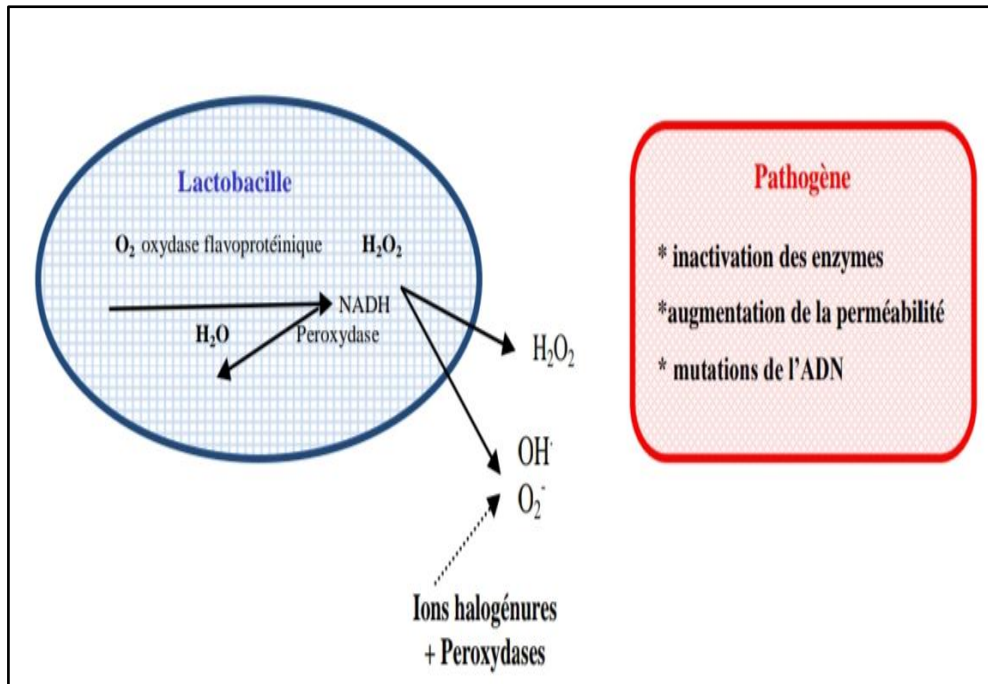 Lactobacille
O₂ oxydase flavoprotéinique H₂O₂
NADH
H₂O Peroxydase
H₂O₂
OH·
O₂⁻
Ions halogénures
+ Peroxydases
Pathogène
* inactivation des enzymes
*augmentation de la perméabilité
* mutations de l’ADN